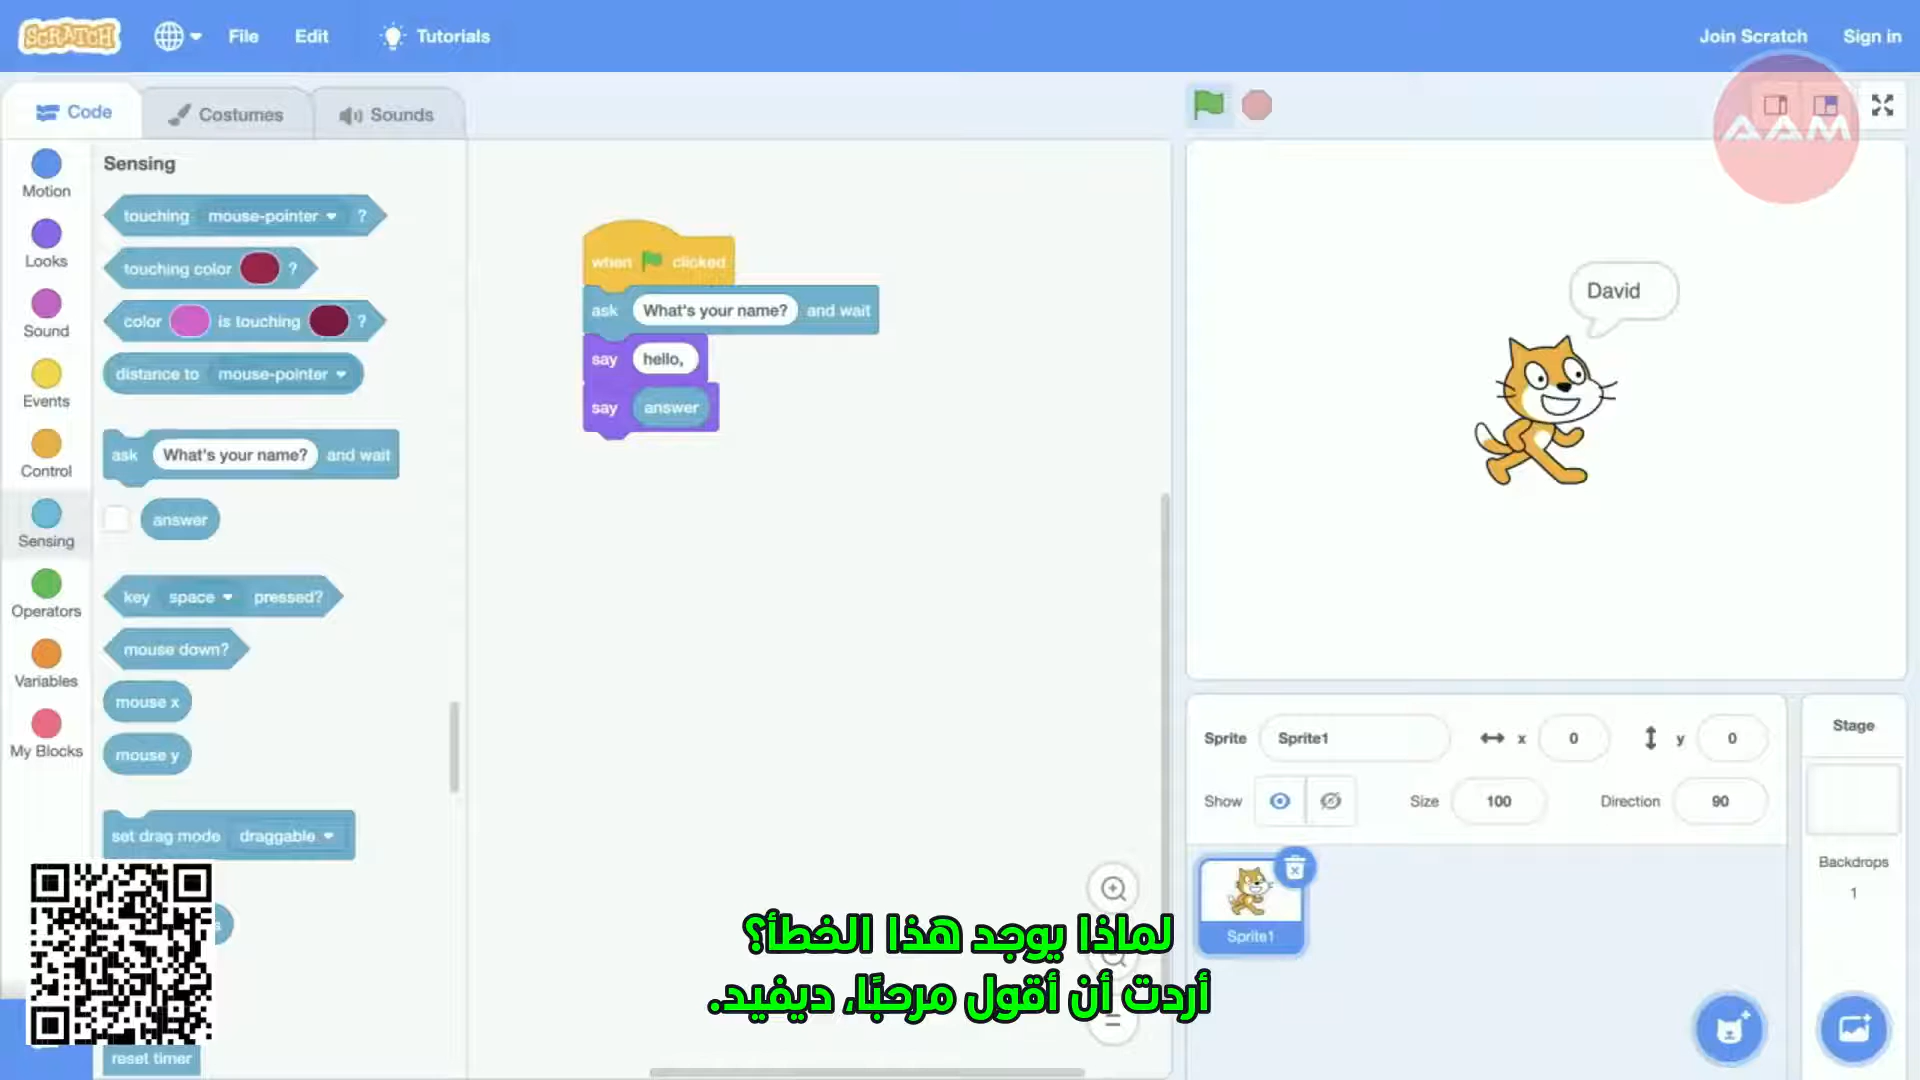 SCRATCH
File
Edit
Tutorials
Join Scratch
Sign in
Code
Costumes
Sounds
AAM
Motion
Looks
Sound
Events
Control
Sensing
Operators
Variables
My Blocks
Sensing
touching mouse-pointer ?
touching color ?
color is touching ?
distance to mouse-pointer
ask What's your name? and wait
answer
key space pressed?
mouse down?
mouse x
mouse y
set drag mode draggable
reset timer
when clicked
ask What's your name? and wait
say hello,
say answer
David
Sprite Sprite1 x 0 y 0
Show Size 100 Direction 90
Sprite1
Stage
Backdrops
1
لماذا يوجد هذا الخطأ؟
أردت أن أقول مرحبًا، ديفيد.